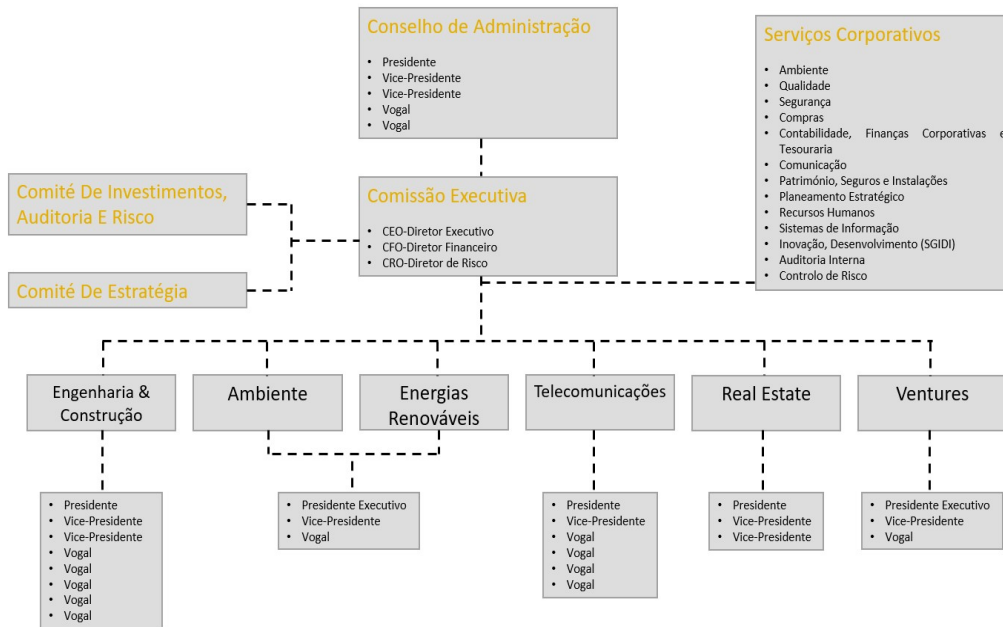 Conselho de Administração
• Presidente
• Vice-Presidente
• Vice-Presidente
• Vogal
• Vogal
Serviços Corporativos
• Ambiente
• Qualidade
• Segurança
• Compras
• Contabilidade, Finanças Corporativas e
Tesouraria
• Comunicação
• Património, Seguros e Instalações
• Planeamento Estratégico
• Recursos Humanos
• Sistemas de Informação
• Inovação, Desenvolvimento (SGIDI)
• Auditoria Interna
• Controlo de Risco
Comité De Investimentos,
Auditoria E Risco
Comissão Executiva
• CEO-Diretor Executivo
• CFO-Diretor Financeiro
• CRO-Diretor de Risco
Comité De Estratégia
Engenharia &
Construção
Ambiente
Energias
Renováveis
Telecomunicações
Real Estate
Ventures
• Presidente
• Vice-Presidente
• Vice-Presidente
• Vogal
• Vogal
• Vogal
• Vogal
• Vogal
• Presidente Executivo
• Vice-Presidente
• Vogal
• Presidente
• Vice-Presidente
• Vogal
• Vogal
• Vogal
• Vogal
• Presidente
• Vice-Presidente
• Vice-Presidente
• Presidente Executivo
• Vice-Presidente
• Vogal